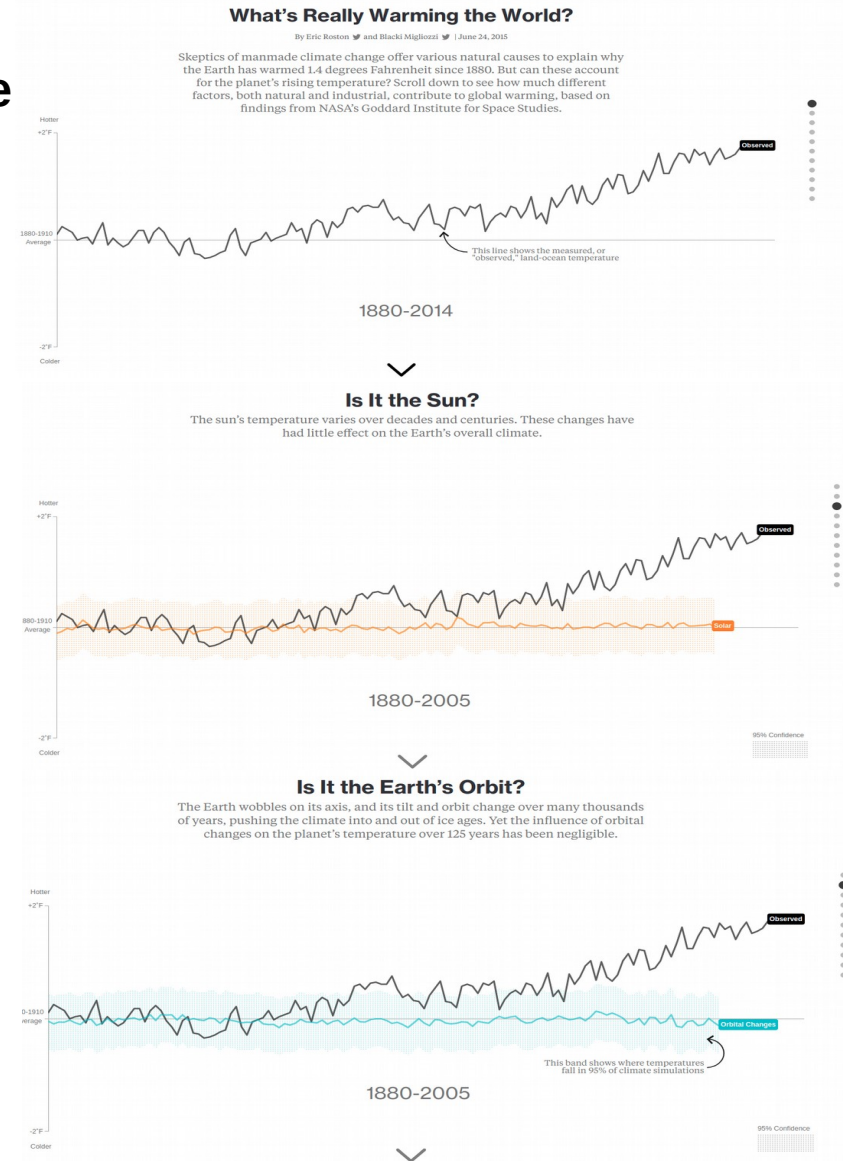 What's Really Warming the World?
By Eric Roston and Blacki Migliozzi | June 24, 2015
e
Skeptics of manmade climate change offer various natural causes to explain why
the Earth has warmed 1.4 degrees Fahrenheit since 1880. But can these account
for the planet's rising temperature? Scroll down to see how much different
factors, both natural and industrial, contribute to global warming, based on
findings from NASA's Goddard Institute for Space Studies.
Hotter
+2°F
Observed
1880-1910
Average
This line shows the measured, or
"observed," land-ocean temperature
1880-2014
-2°F
Colder
Is It the Sun?
The sun's temperature varies over decades and centuries. These changes have
had little effect on the Earth's overall climate.
Hotter
+2°F
Observed
880-1910
Average
Solar
1880-2005
-2°F
95% Confidence
Colder
Is It the Earth's Orbit?
The Earth wobbles on its axis, and its tilt and orbit change over many thousands
of years, pushing the climate into and out of ice ages. Yet the influence of orbital
changes on the planet's temperature over 125 years has been negligible.
Hotter
+2°F
Observed
0-1910
verage
Orbital Changes
This band shows where temperatures
fall in 95% of climate simulations
1880-2005
-2°F
95% Confidence
Colder